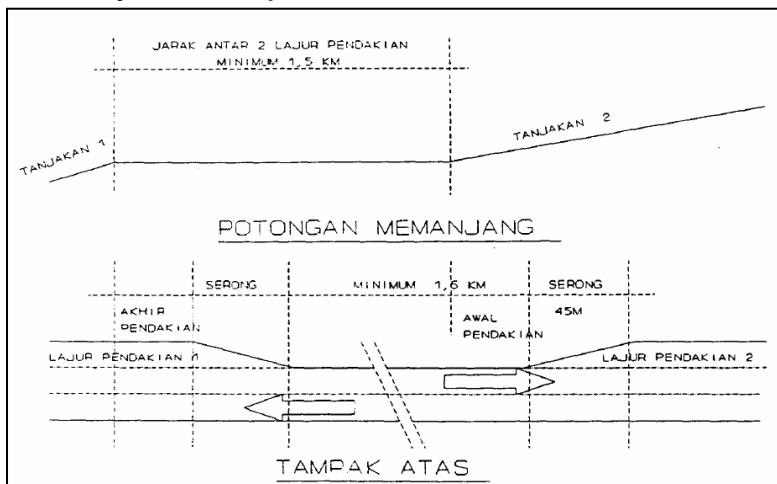 JARAK ANTAR 2 LAJUR PENDAKIAN
MINIMUM 1,5 KM
TANJAKAN 1
TANJAKAN 2
POTONGAN MEMANJANG
SERONG
MINIMUM 1,6 KM
SERONG
AKHIR
PENDAKIAN
AWAL
PENDAKIAN
45M
LAJUR PENDAKIAN 1
LAJUR PENDAKIAN 2
TAMPAK ATAS